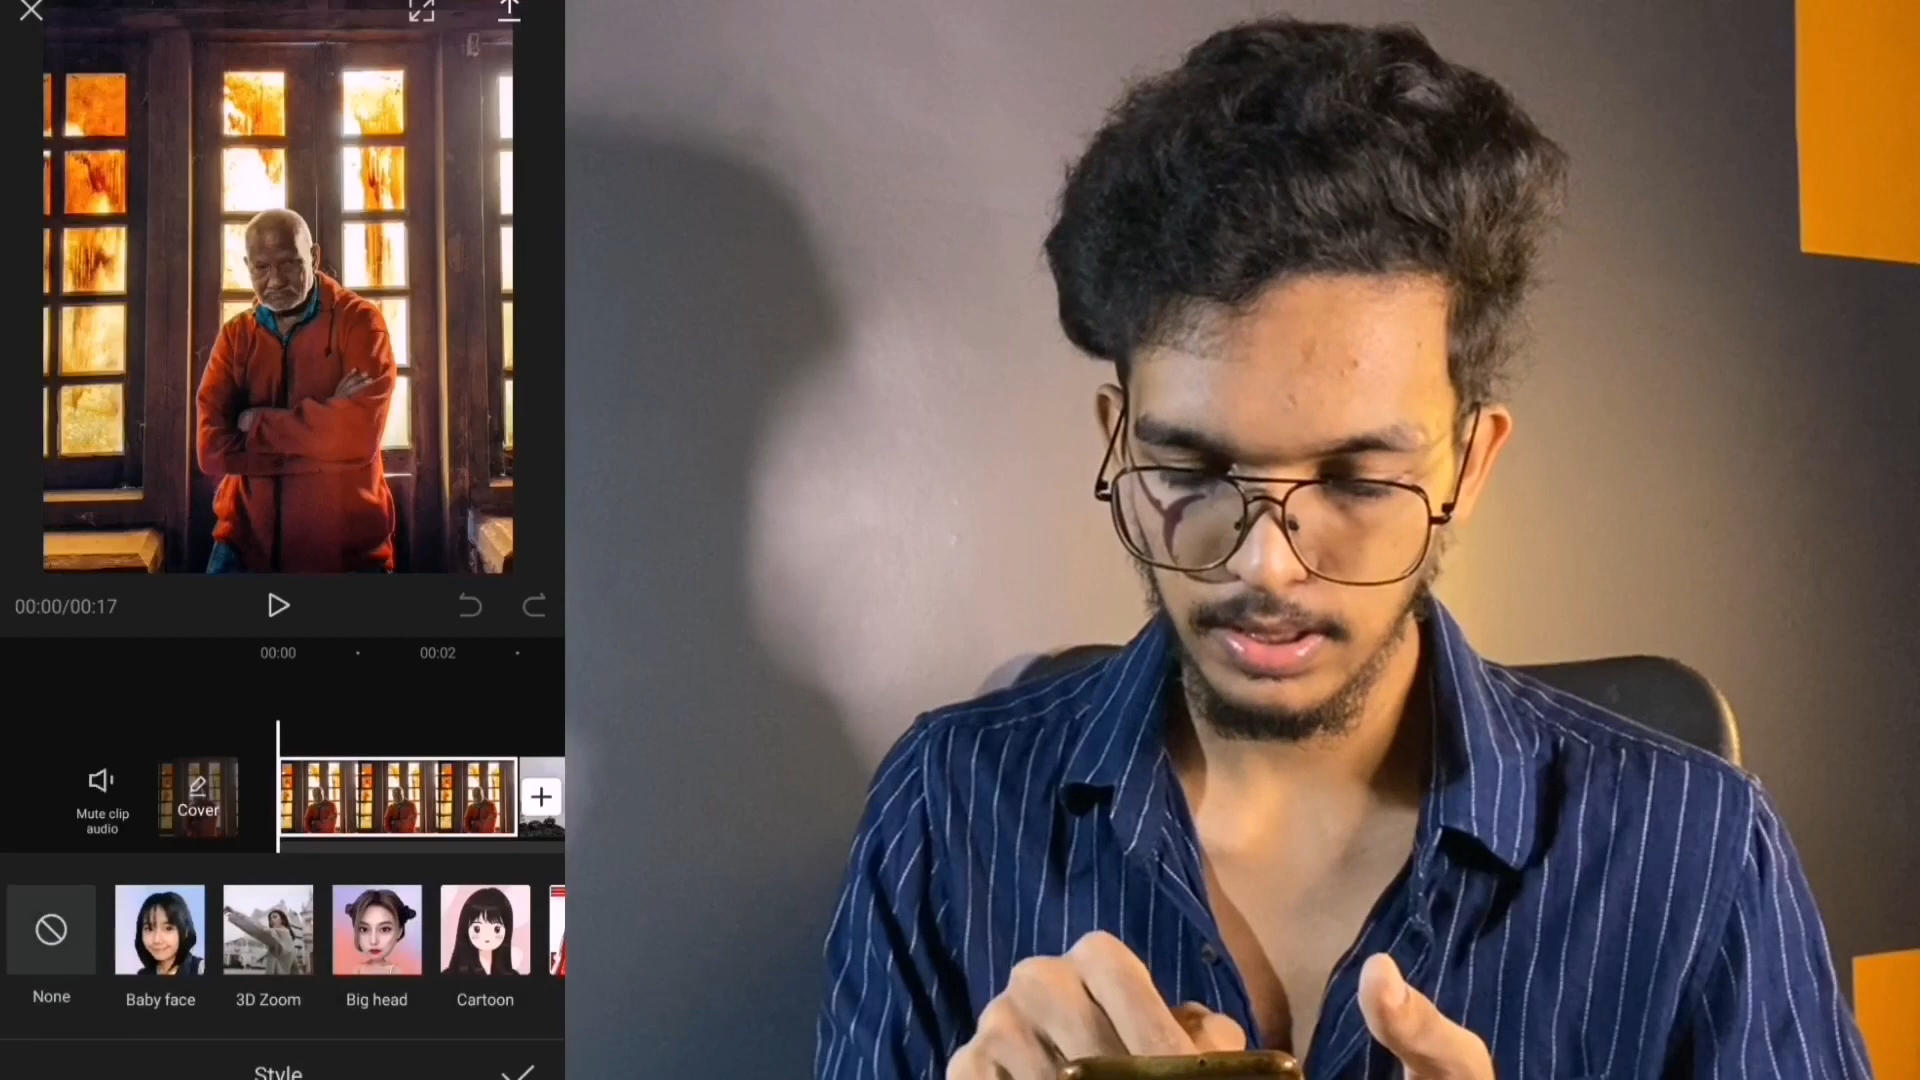 00:00/00:17
00:00
00:02
Mute clip
audio
Cover
None
Baby face
3D Zoom
Big head
Cartoon
Style